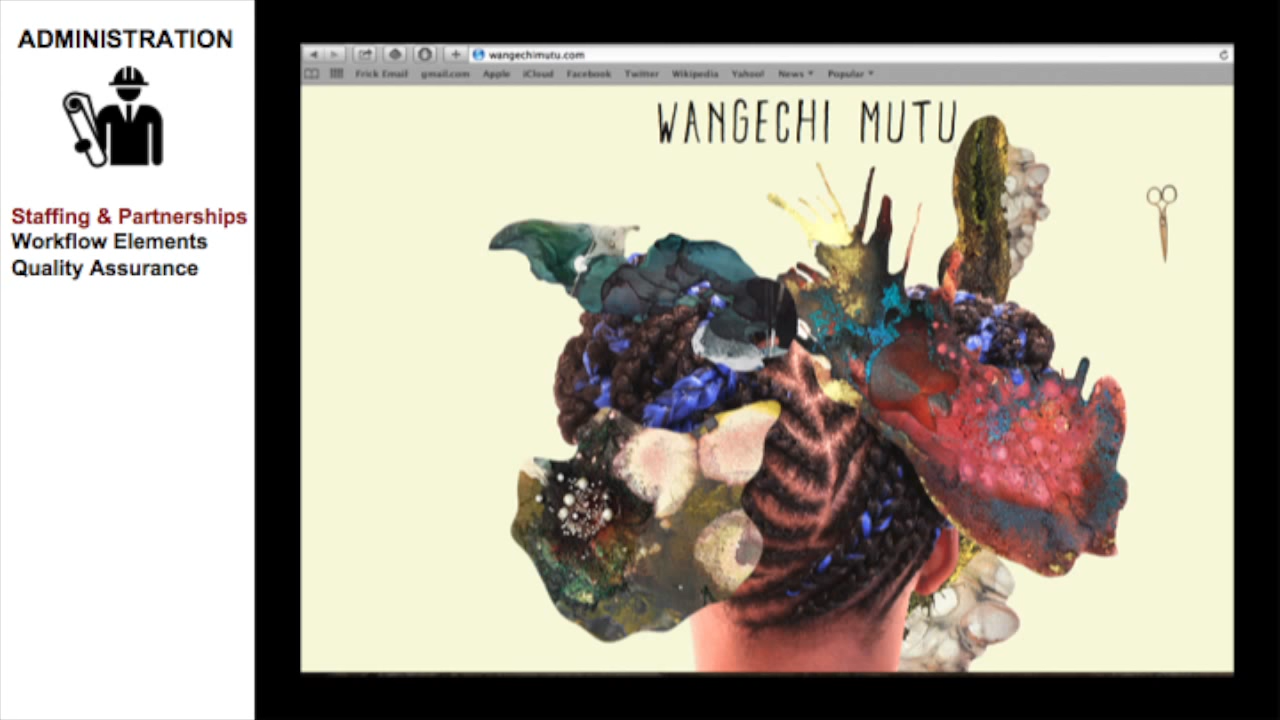 ADMINISTRATION
Staffing & Partnerships
Workflow Elements
Quality Assurance
wangechimutu.com
Frick Email gmail.com Apple iCloud Facebook Twitter Wikipedia Yahoo! News Popular
WANGECHI MUTU